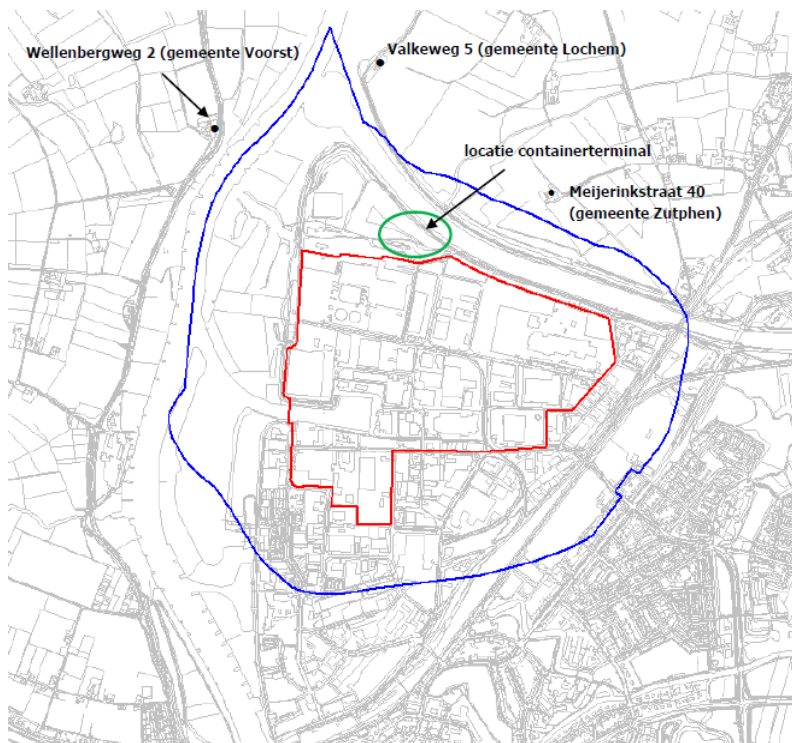 Wellenbergweg 2 (gemeente Voorst)
Valkeweg 5 (gemeente Lochem)
locatie containerterminal
Meijerinkstraat 40
(gemeente Zutphen)